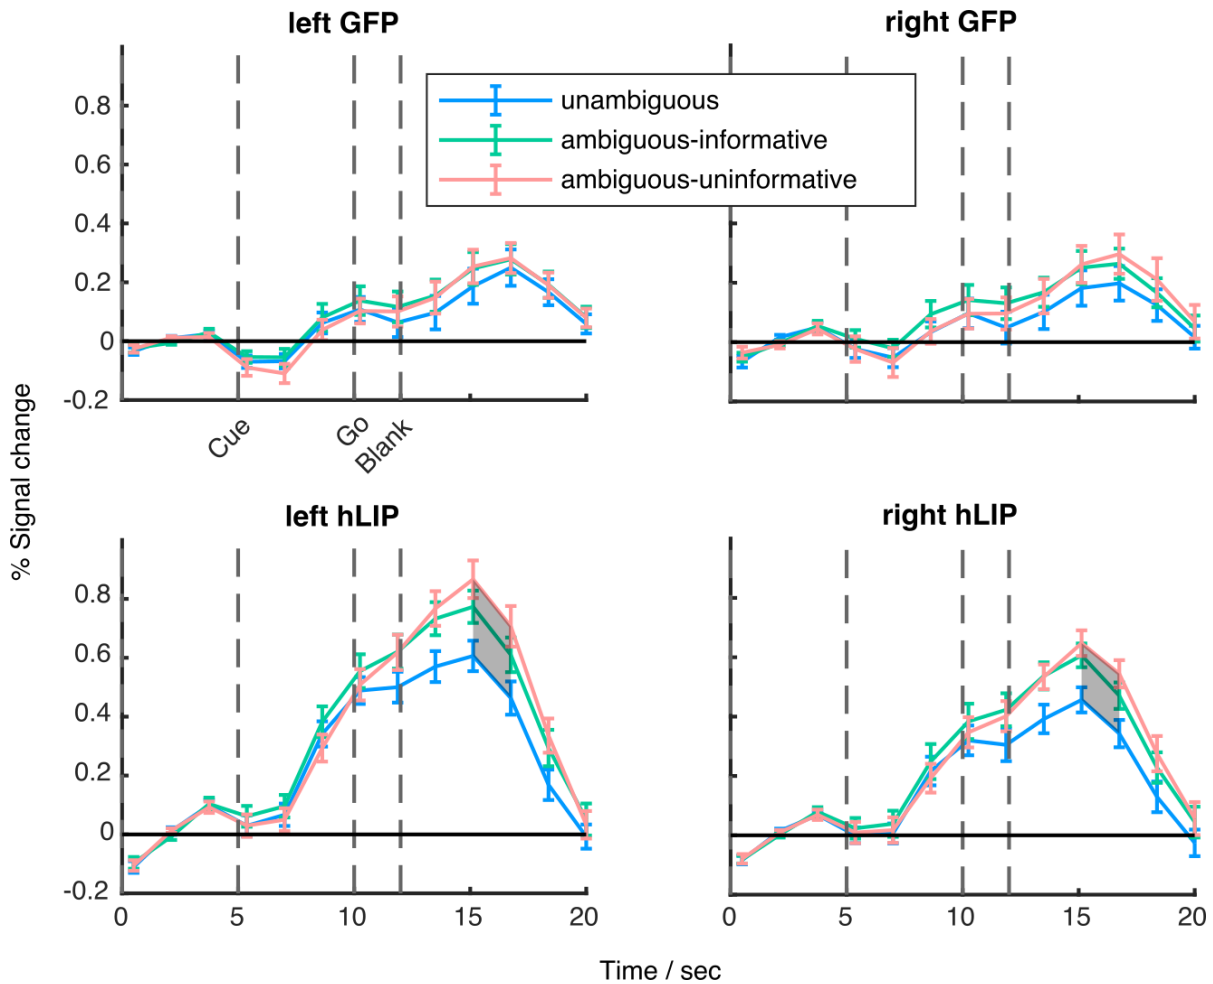 left GFP
right GFP
unambiguous
ambiguous-informative
ambiguous-uninformative
0.8
0.6
0.4
0.2
0
-0.2
Cue
Go
Blank
% Signal change
left hLIP
right hLIP
0.8
0.6
0.4
0.2
0
-0.2
0
5
10
15
20
0
5
10
15
20
Time / sec